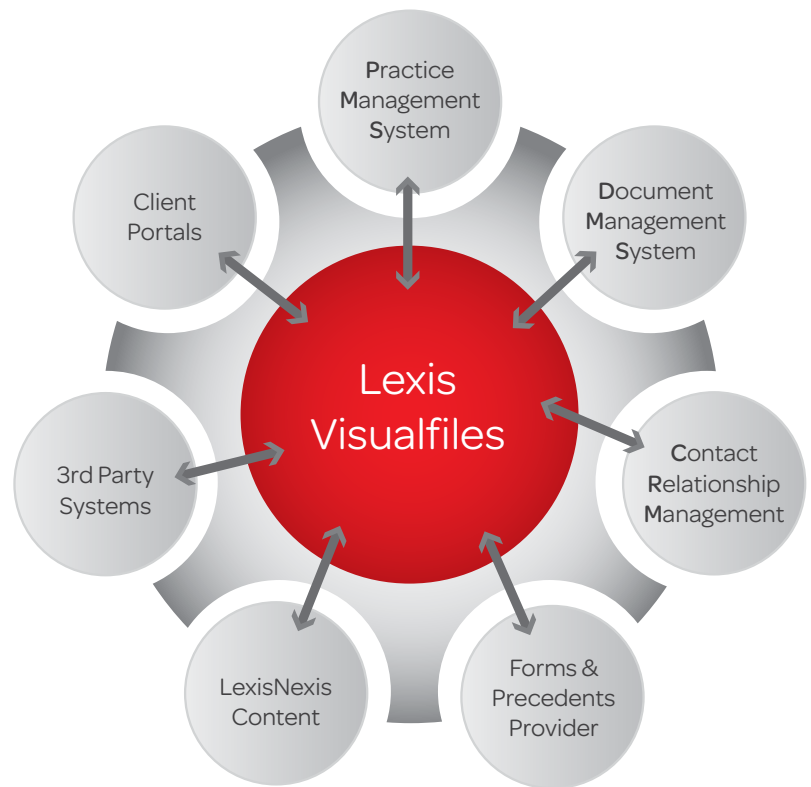 Practice
Management
System
Document
Management
System
Contact
Relationship
Management
Forms &
Precedents
Provider
LexisNexis
Content
3rd Party
Systems
Client
Portals
Lexis
Visualfiles